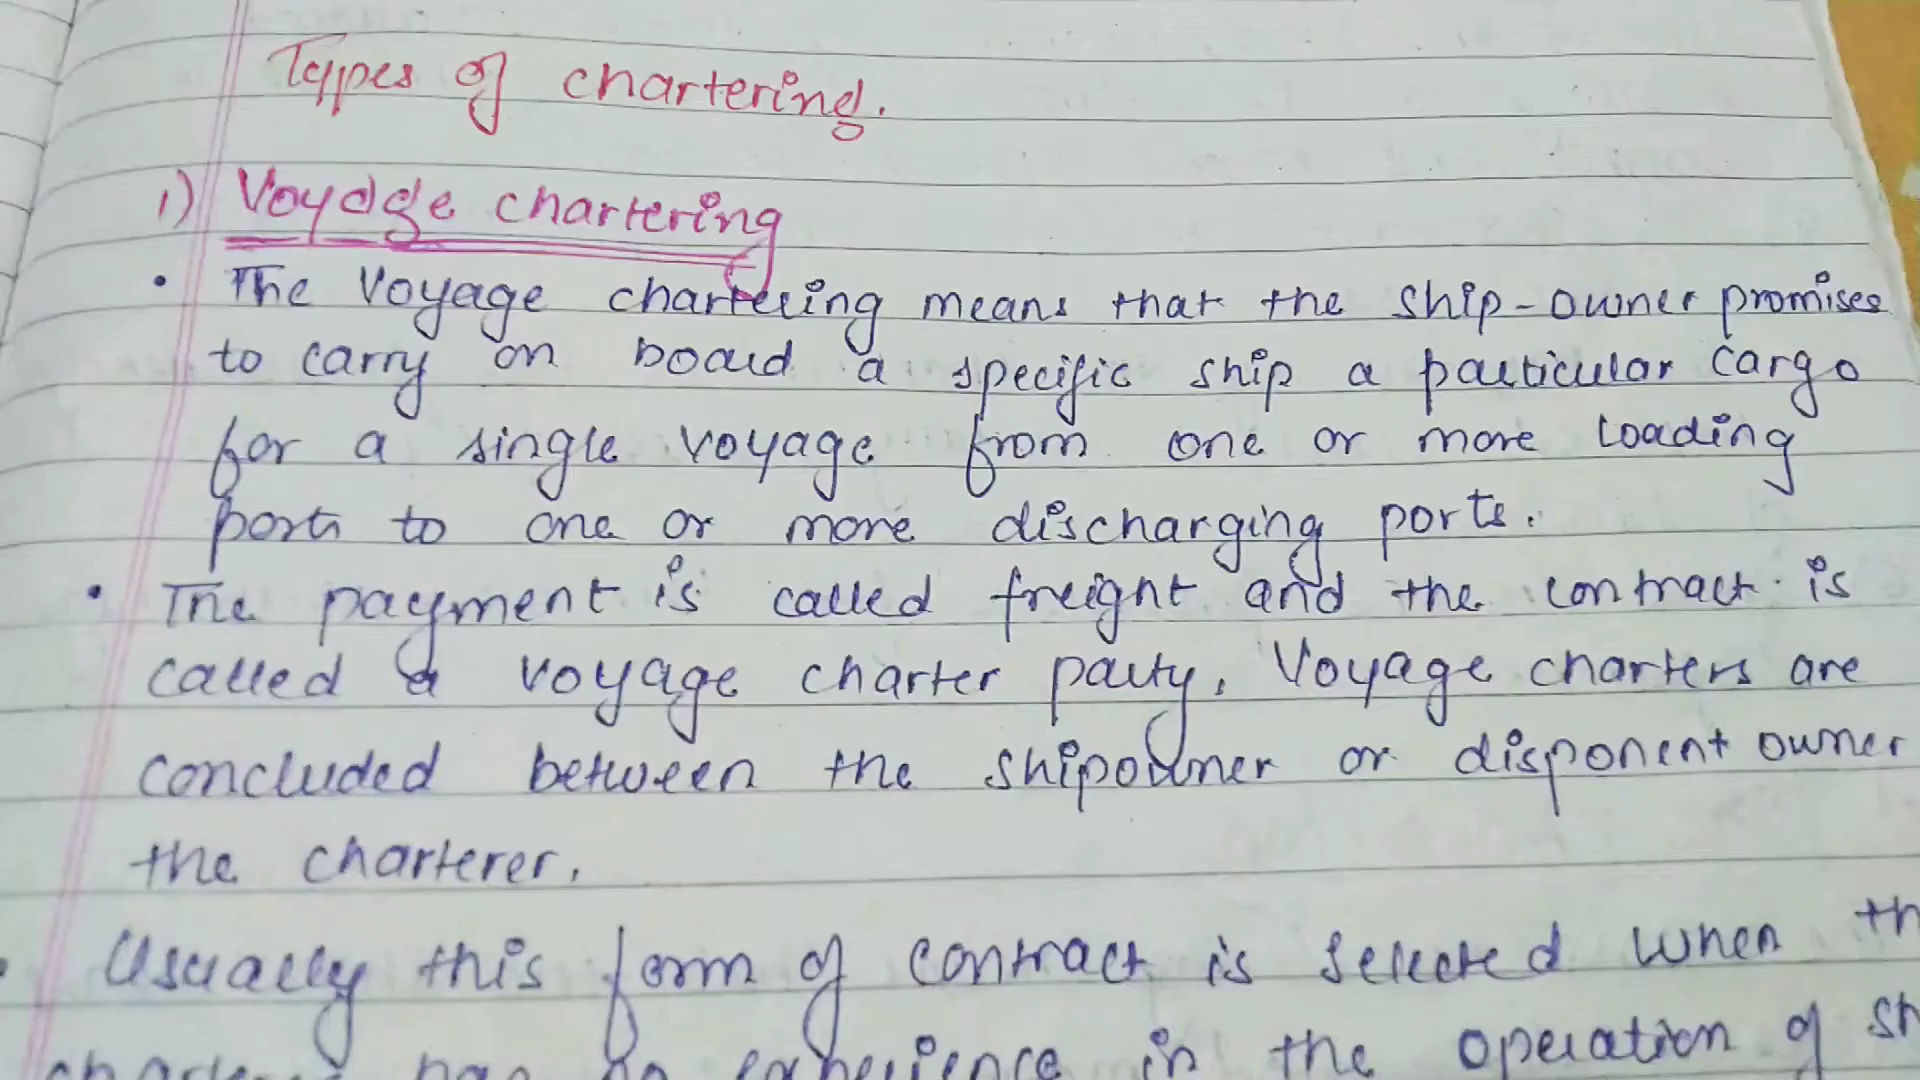 Types of chartering.
1) Voyage chartering
• The Voyage chartering means that the ship-owner promises
to carry on board a specific ship a particular cargo
for a single voyage from one or more loading
ports to one or more discharging ports.
• The payment is called freight and the contract is
called a voyage charter party, Voyage charters are
concluded between the shipowner or disponent owner
the charterer.
Usually this form of contract is selected when th
has no experience in the operation of sh